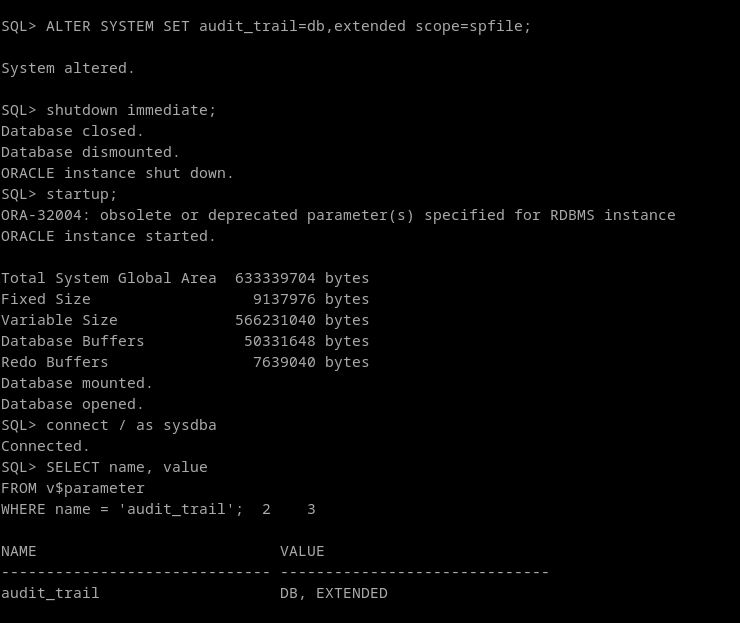 SQL> ALTER SYSTEM SET audit_trail=db,extended scope=spfile;
System altered.
SQL> shutdown immediate;
Database closed.
Database dismounted.
ORACLE instance shut down.
SQL> startup;
ORA-32004: obsolete or deprecated parameter(s) specified for RDBMS instance
ORACLE instance started.
Total System Global Area  633339704 bytes
Fixed Size                  9137976 bytes
Variable Size             566231040 bytes
Database Buffers           50331648 bytes
Redo Buffers                7639040 bytes
Database mounted.
Database opened.
SQL> connect / as sysdba
Connected.
SQL> SELECT name, value
FROM v$parameter
WHERE name = 'audit_trail';  2    3
NAME                           VALUE
------------------------------ ------------------------------
audit_trail                    DB, EXTENDED